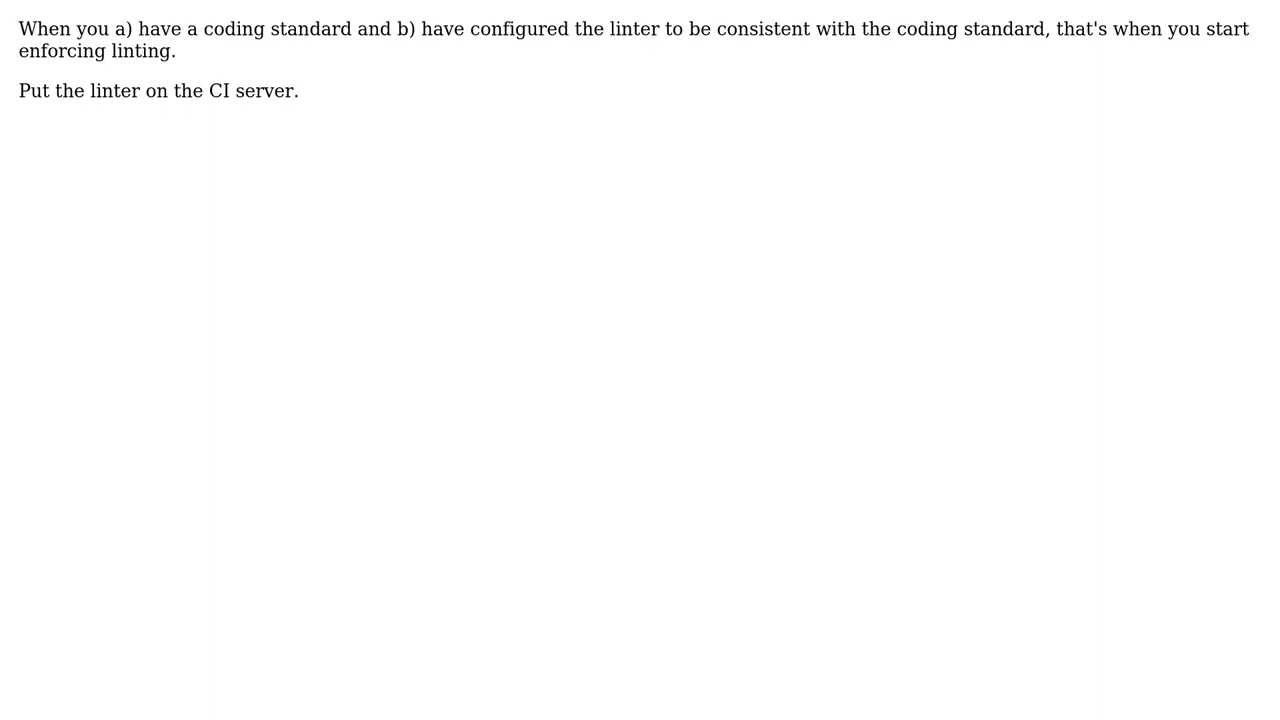 When you a) have a coding standard and b) have configured the linter to be consistent with the coding standard, that's when you start
enforcing linting.
Put the linter on the CI server.